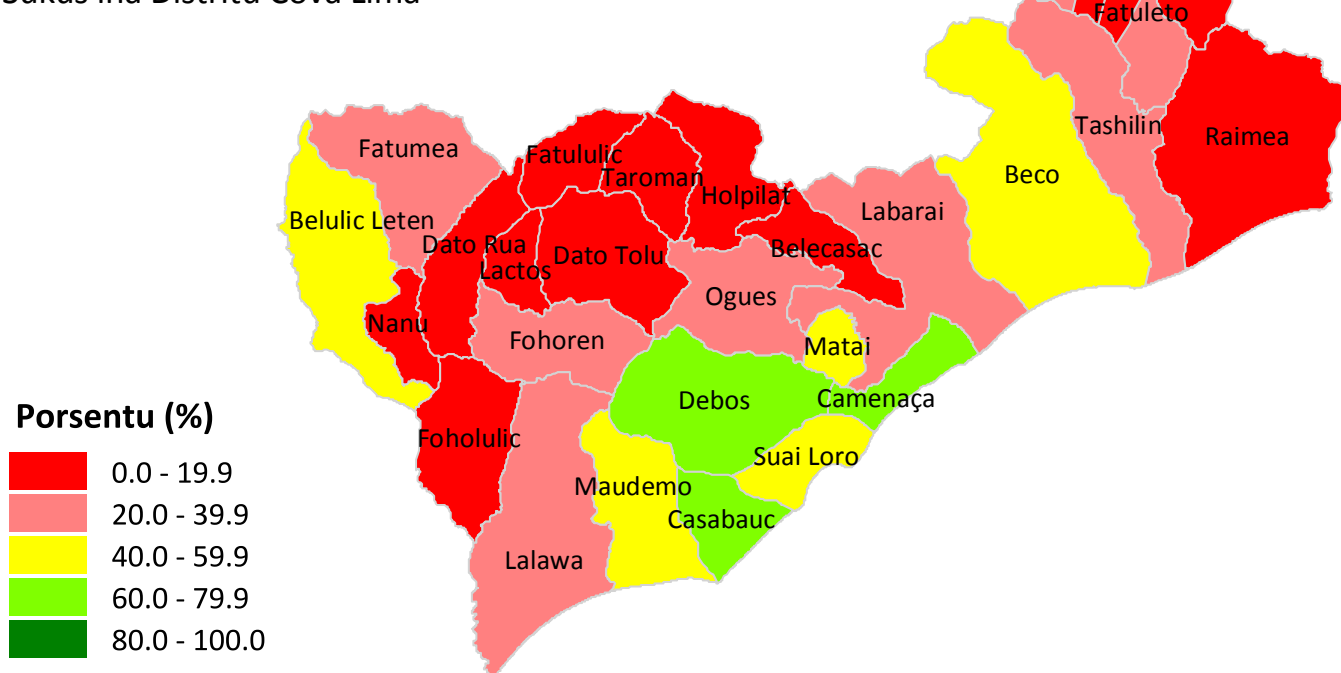 Fatuleto
Tashilin
Raimea
Fatumea
Fatululic
Taroman
Holpilat
Beco
Belulic Leten
Labarai
Dato Rua
Lactos
Dato Tolu
Belecasac
Ogues
Nanu
Fohoren
Matai
Debos
Camenaça
Foholulic
Suai Loro
Maudemo
Casabauc
Lalawa
Porsentu (%)
0.0 - 19.9
20.0 - 39.9
40.0 - 59.9
60.0 - 79.9
80.0 - 100.0